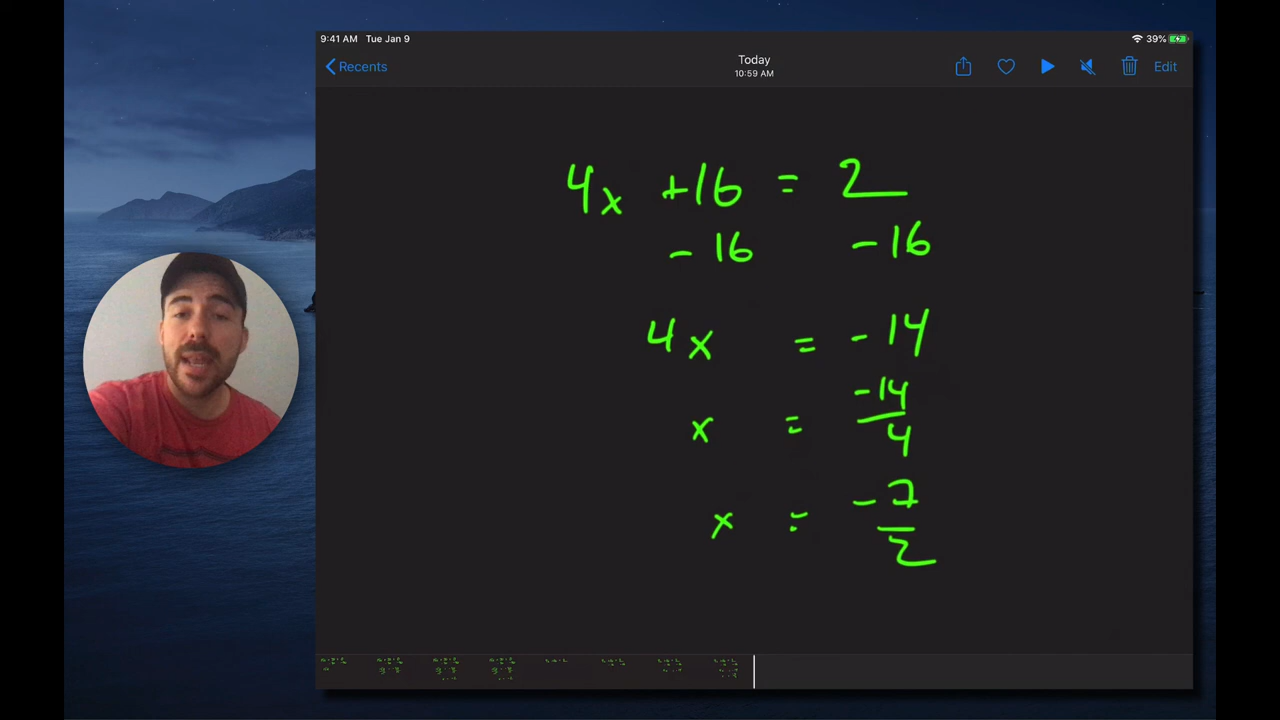 9:41 AM Tue Jan 9 39%
Recents Today Edit
10:59 AM
4x +16 = 2
- 16 - 16
4x = - 14
x = -14/4
x = -7/2